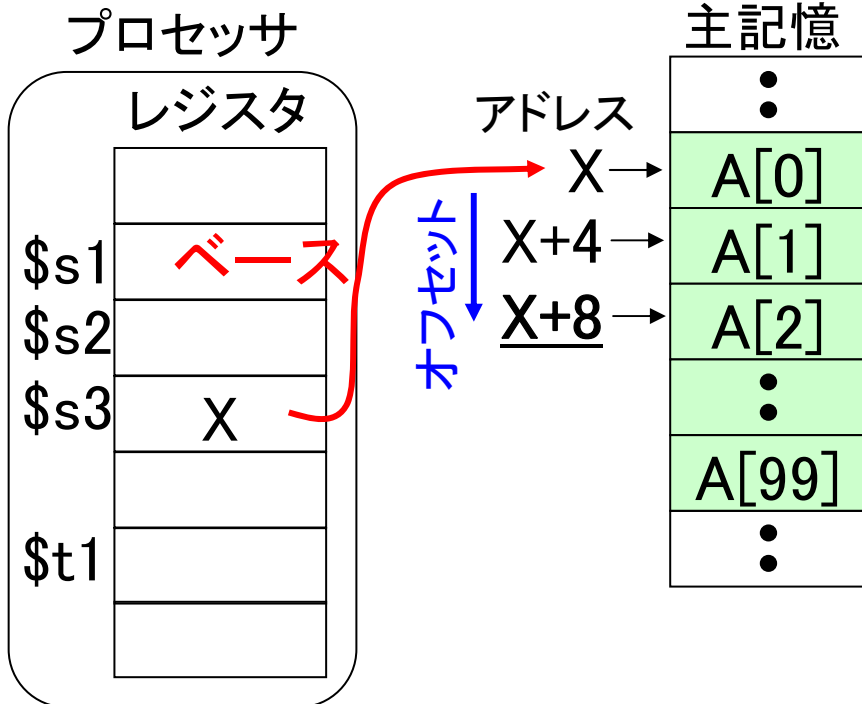 プロセッサ
レジスタ
$s1
ベース
$s2
$s3
X
$t1
アドレス
X
X+4
X+8
オフセット
主記憶
A[0]
A[1]
A[2]
A[99]